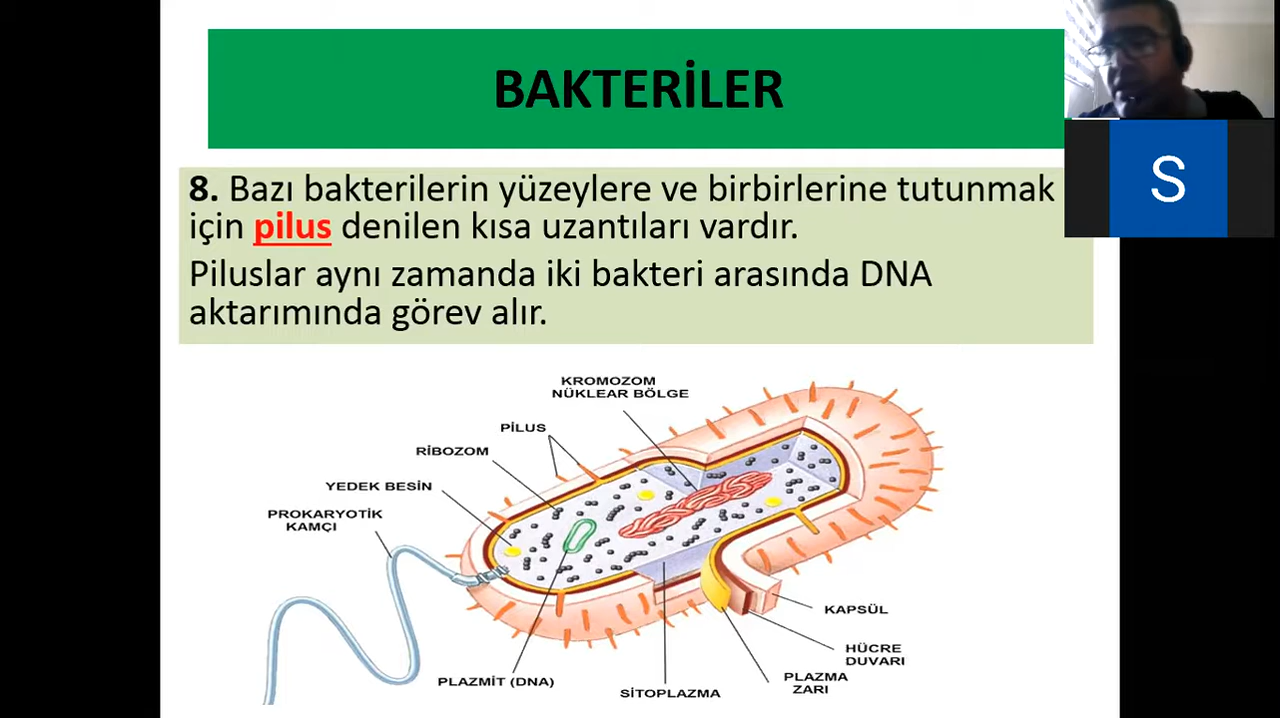 BAKTERİLER
8. Bazı bakterilerin yüzeylere ve birbirlerine tutunmak
için pilus denilen kısa uzantıları vardır.
Piluslar aynı zamanda iki bakteri arasında DNA
aktarımında görev alır.
S
KROMOZOM
NÜKLEAR BÖLGE
PİLUS
RİBOZOM
YEDEK BESİN
PROKARYOTİK
KAMÇI
KAPSÜL
HÜCRE
DUVARI
PLAZMA
ZARI
SİTOPLAZMA
PLAZMİT (DNA)